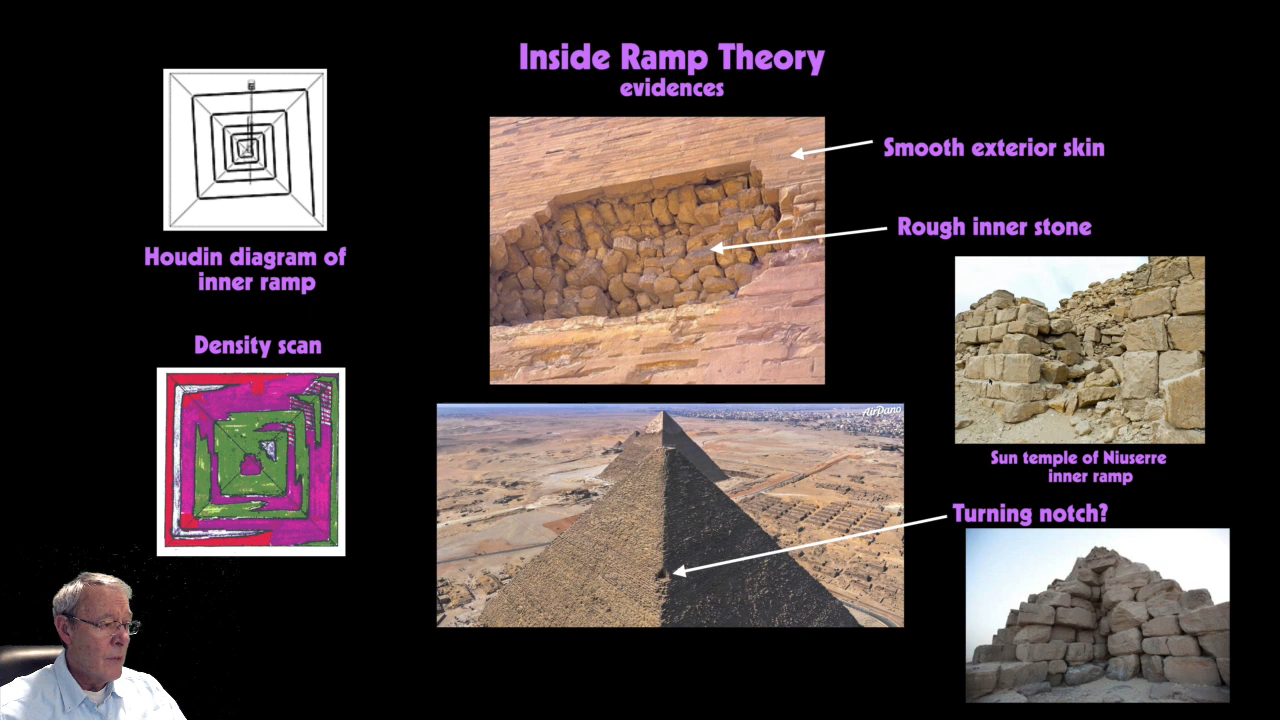 Inside Ramp Theory
evidences
Smooth exterior skin
Rough inner stone
Houdin diagram of
inner ramp
Density scan
AirPano
Sun temple of Niuserre
inner ramp
Turning notch?